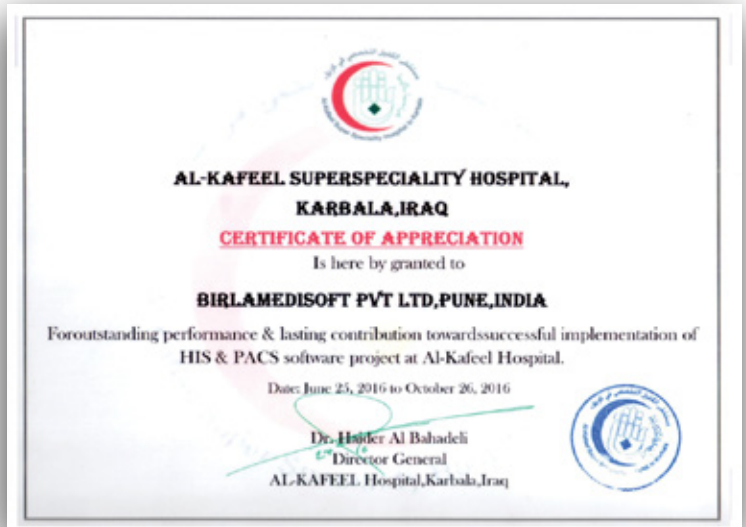 AL-KAFEEL SUPERSPECIALITY HOSPITAL,
KARBALA,IRAQ
CERTIFICATE OF APPRECIATION
Is here by granted to
BIRLAMEDISOFT PVT LTD,PUNE,INDIA
Foroutstanding performance & lasting contribution towardssuccessful implementation of
HIS & PACS software project at Al-Kafeel Hospital.
Date: June 25, 2016 to October 26, 2016
Dr. Haider Al Bahadeli
Director General
AL-KAFEEL Hospital,Karbala,Iraq